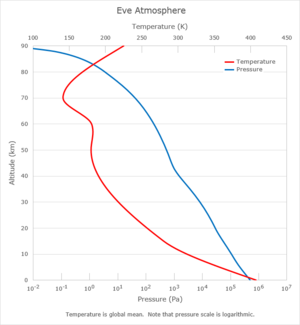 Eve Atmosphere
Temperature (K)
100 150 200 250 300 350 400 450
90
80
70
60
50
40
30
20
10
0
Altitude (km)
Temperature
Pressure
10⁻² 10⁻¹ 10⁰ 10¹ 10² 10³ 10⁴ 10⁵ 10⁶ 10⁷
Pressure (Pa)
Temperature is global mean. Note that pressure scale is logarithmic.